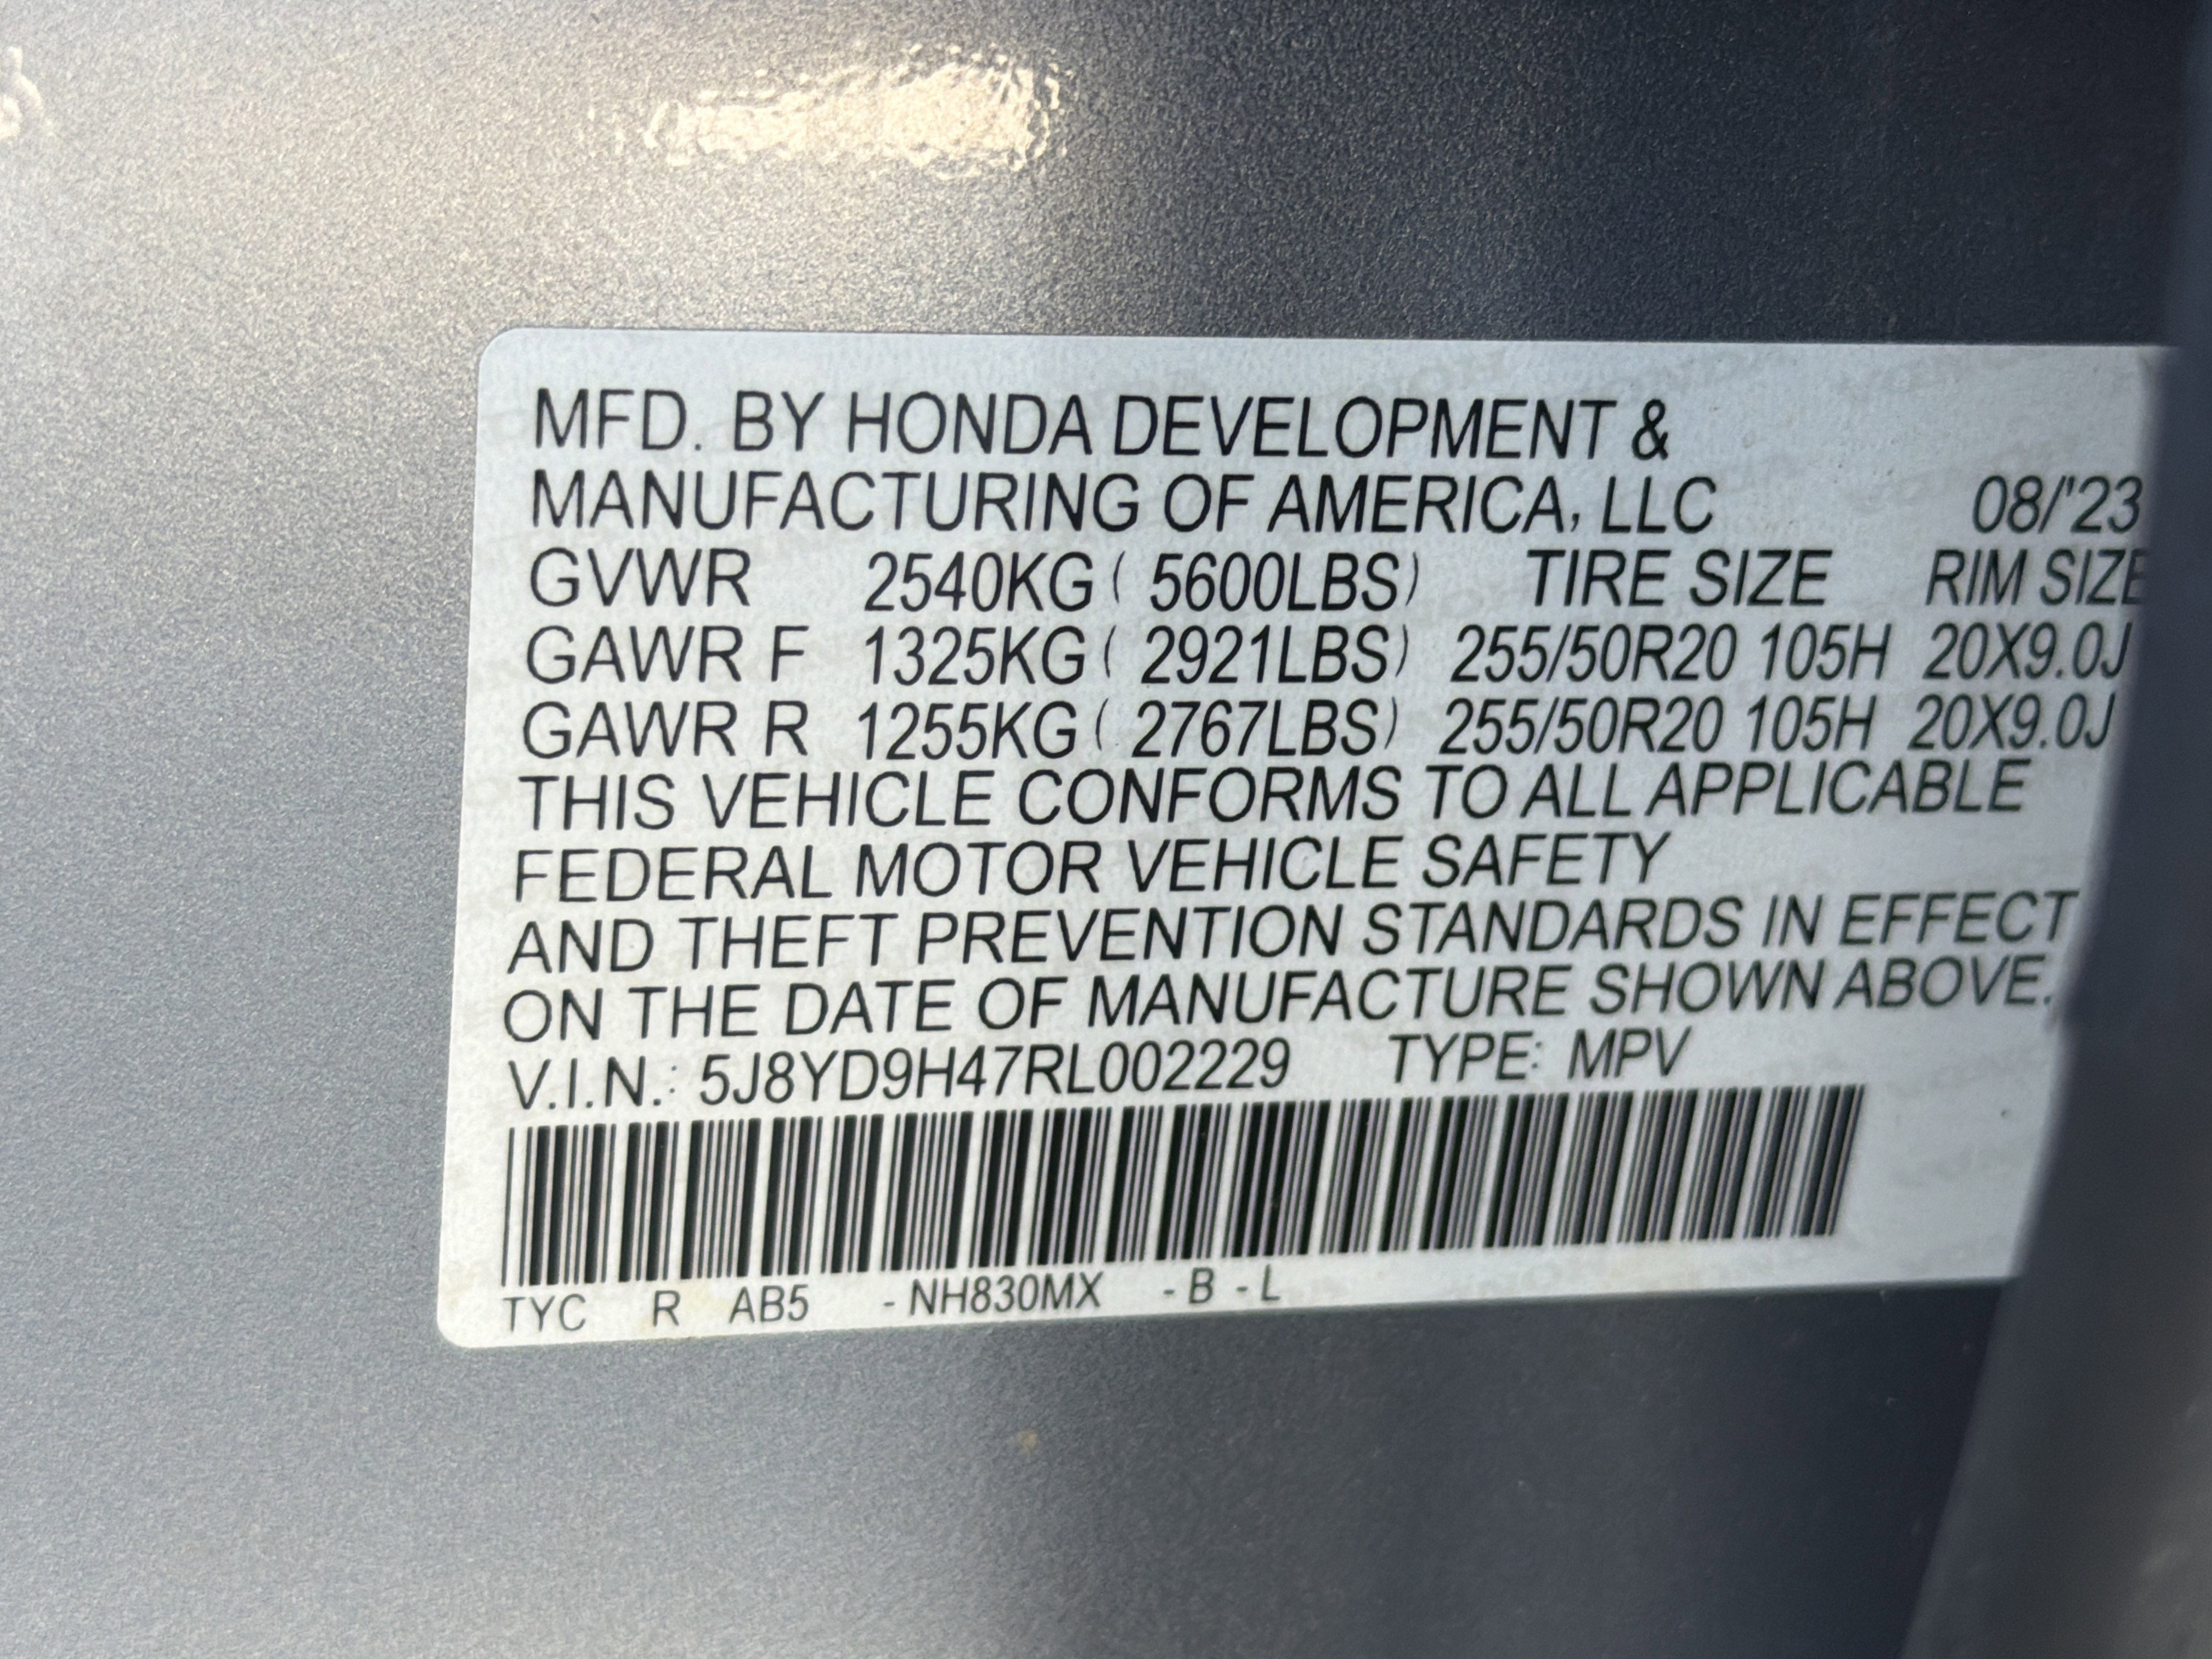 MFD. BY HONDA DEVELOPMENT &
MANUFACTURING OF AMERICA, LLC 08/'23
GVWR 2540KG ( 5600LBS) TIRE SIZE RIM SIZE
GAWR F 1325KG ( 2921LBS) 255/50R20 105H 20X9.0J
GAWR R 1255KG ( 2767LBS) 255/50R20 105H 20X9.0J
THIS VEHICLE CONFORMS TO ALL APPLICABLE
FEDERAL MOTOR VEHICLE SAFETY
AND THEFT PREVENTION STANDARDS IN EFFECT
ON THE DATE OF MANUFACTURE SHOWN ABOVE.
V.I.N.: 5J8YD9H47RL002229 TYPE: MPV
TYC R AB5 - NH830MX - B - L